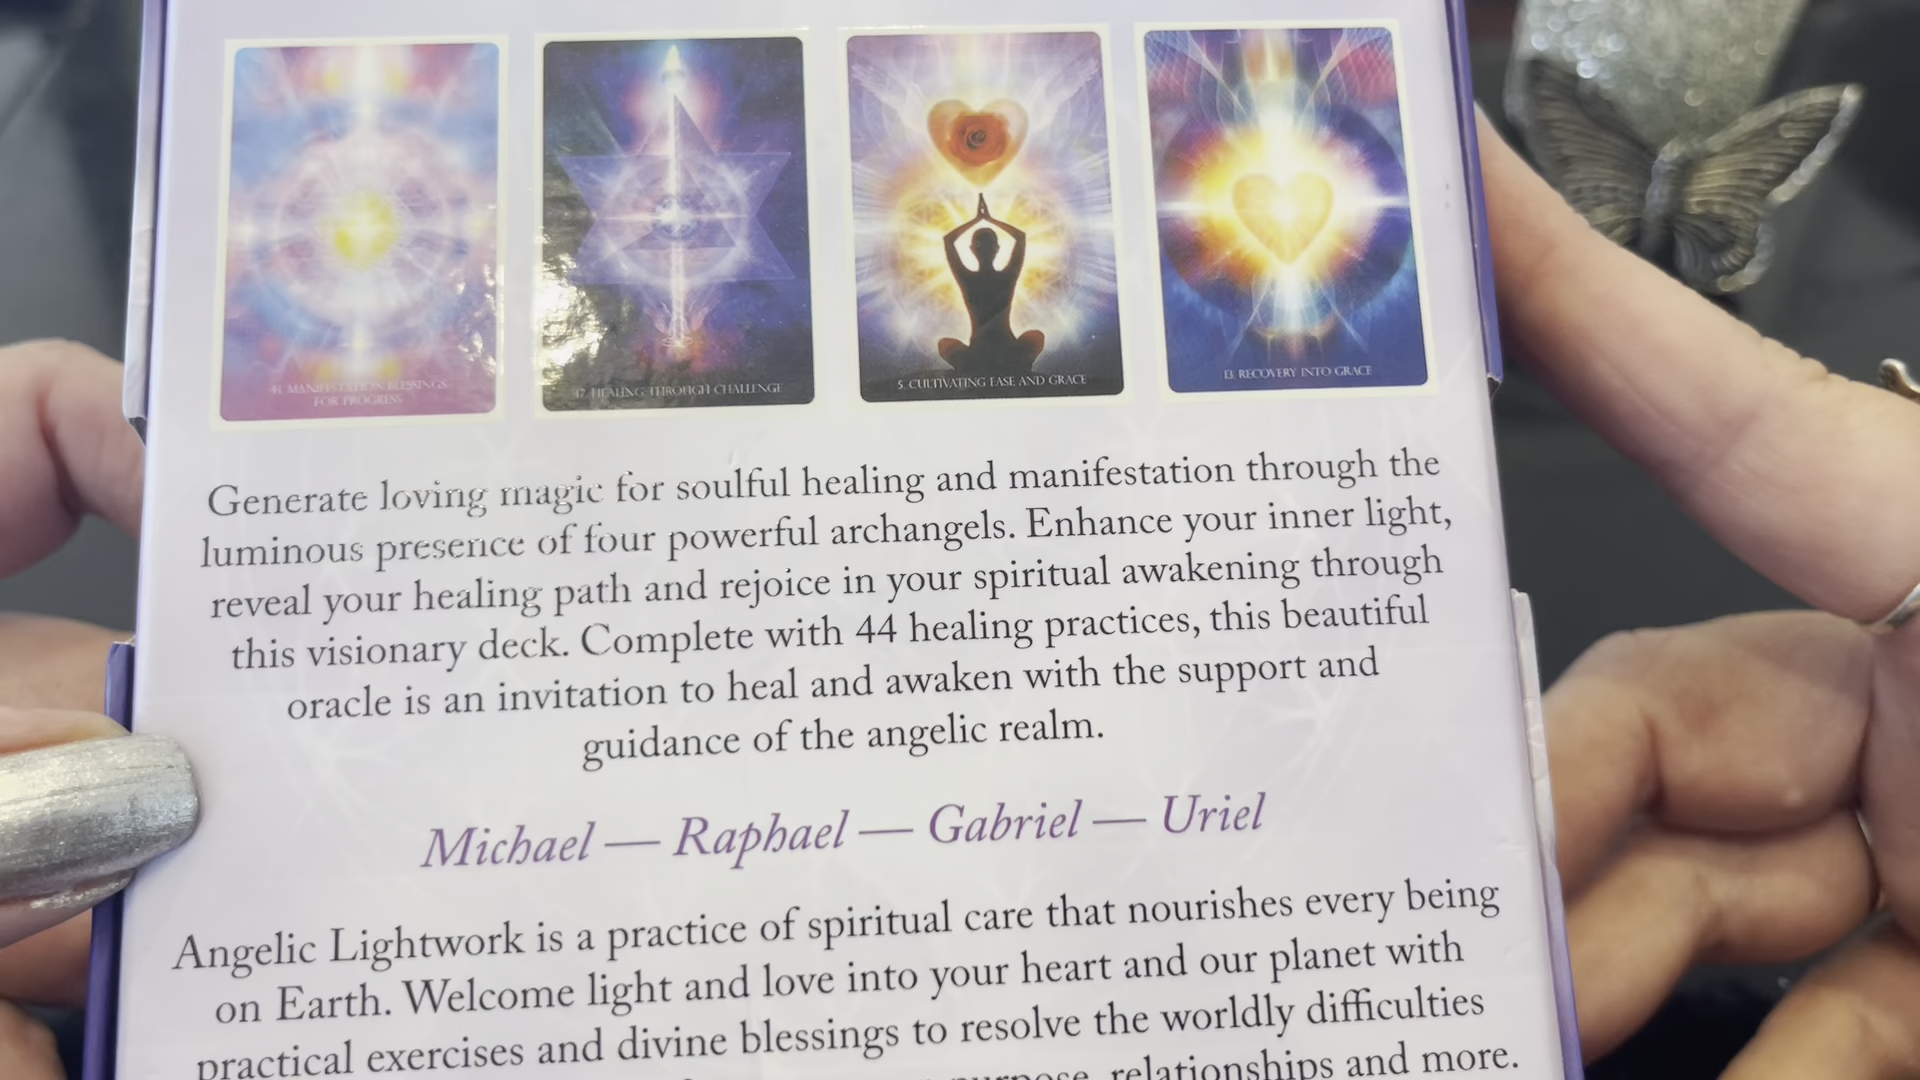 41. MANIFESTATION BLESSINGS
FOR PROGRESS
17. HEALING THROUGH CHALLENGE
5. CULTIVATING EASE AND GRACE
13. RECOVERY INTO GRACE
Generate loving magic for soulful healing and manifestation through the
luminous presence of four powerful archangels. Enhance your inner light,
reveal your healing path and rejoice in your spiritual awakening through
this visionary deck. Complete with 44 healing practices, this beautiful
oracle is an invitation to heal and awaken with the support and
guidance of the angelic realm.
Michael — Raphael — Gabriel — Uriel
Angelic Lightwork is a practice of spiritual care that nourishes every being
on Earth. Welcome light and love into your heart and our planet with
practical exercises and divine blessings to resolve the worldly difficulties
relationships and more.